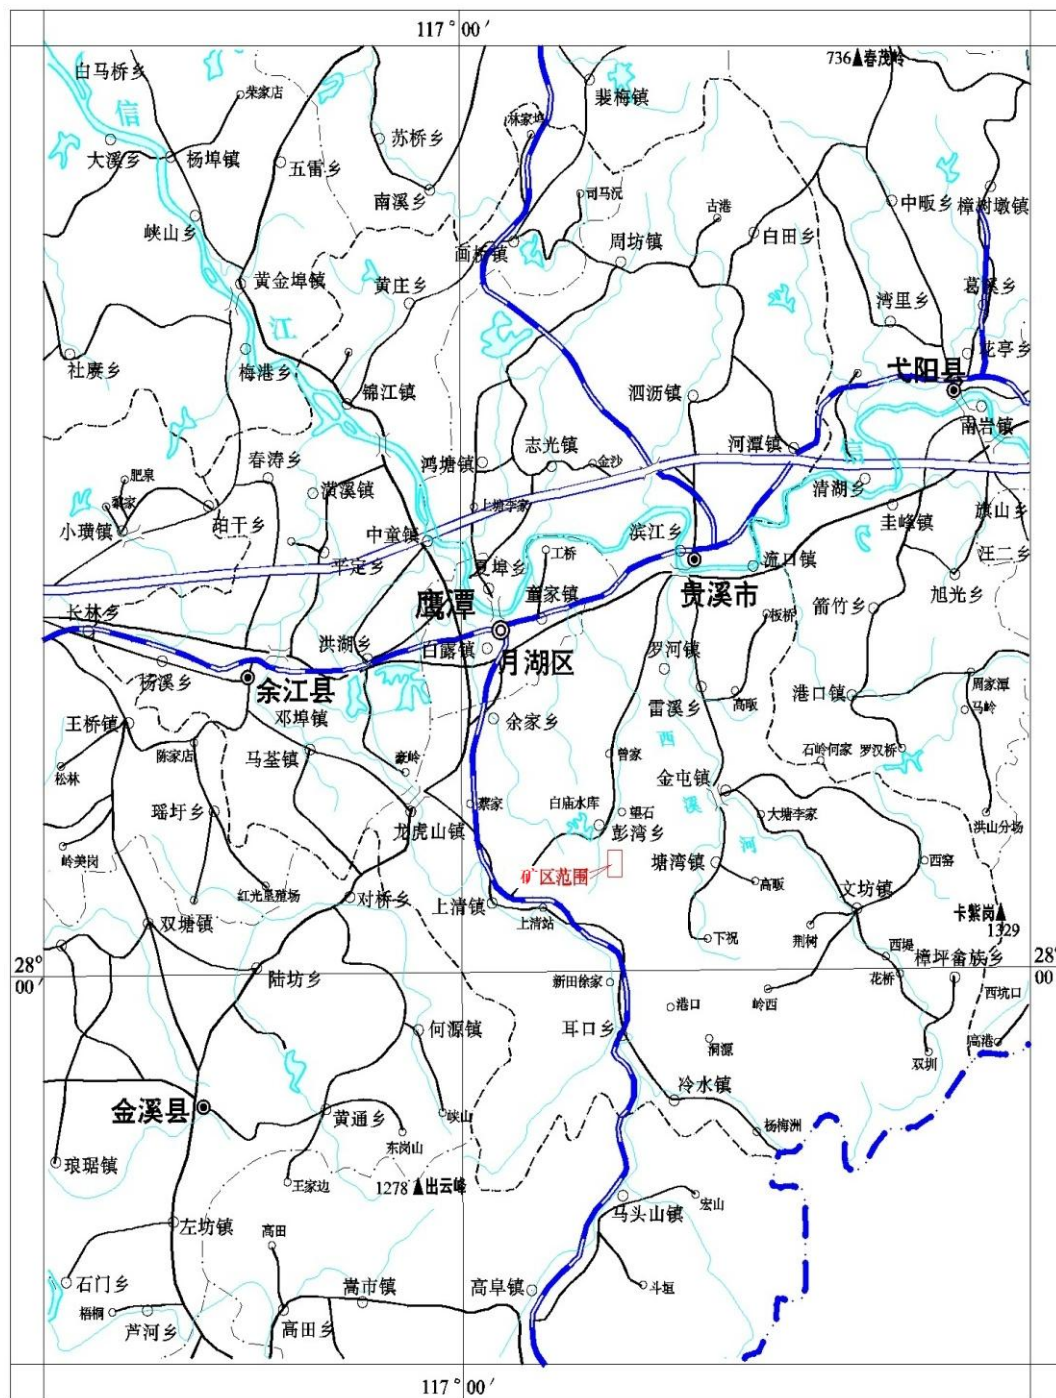 117°00′
白马桥乡
荣家店
736 春茂岭
裴梅镇
信
林家埠
大溪乡
杨埠镇
五雷乡
苏桥乡
南溪乡
司马沉
古港
中畈乡
樟树墩镇
峡山乡
画桥镇
周坊镇
白田乡
黄金埠镇
黄庄乡
葛溪乡
湾里乡
江
社赓乡
梅港乡
花亭乡
弋阳县
锦江镇
泗沥镇
南岩镇
志光镇
河潭镇
信
春涛乡
鸿塘镇
金沙
肥泉
潢溪镇
清湖乡
黎家
小璜镇
珀干乡
上塘李家
圭峰镇
旗山乡
中童镇
滨江乡
工桥
汪二乡
平定乡
夏埠乡
流口镇
旭光乡
鹰潭
童家镇
贵溪市
箭竹乡
长林乡
板桥
洪湖乡
白露镇
月湖区
罗河镇
杨溪乡
余江县
周家潭
高畈
港口镇
马岭
邓埠镇
雷溪乡
王桥镇
余家乡
西
陈家店
马荃镇
石岭何家
罗汉桥
曾家
松林
豪岭
金屯镇
溪
蔡家
白庙水库
望石
大塘李家
瑶圩乡
龙虎山镇
彭湾乡
洪山分场
河
岭美岗
塘湾镇
西窑
矿区范围
高畈
红光垦殖场
对桥乡
文坊镇
上清镇
卡紫岗
1329
双塘镇
上清站
下祝
荆树
西堤
樟坪畲族乡
28°
00′
28°
00′
陆坊乡
新田徐家
花桥
岭西
西坑口
港口
何源镇
耳口乡
涧源
高港
双圳
冷水镇
金溪县
黄通乡
峡山
杨梅洲
东岗山
琅琚镇
王家边
1278 出云峰
宏山
马头山镇
左坊镇
高田
石门乡
嵩市镇
高阜镇
斗垣
梧桐
芦河乡
高田乡
117°00′